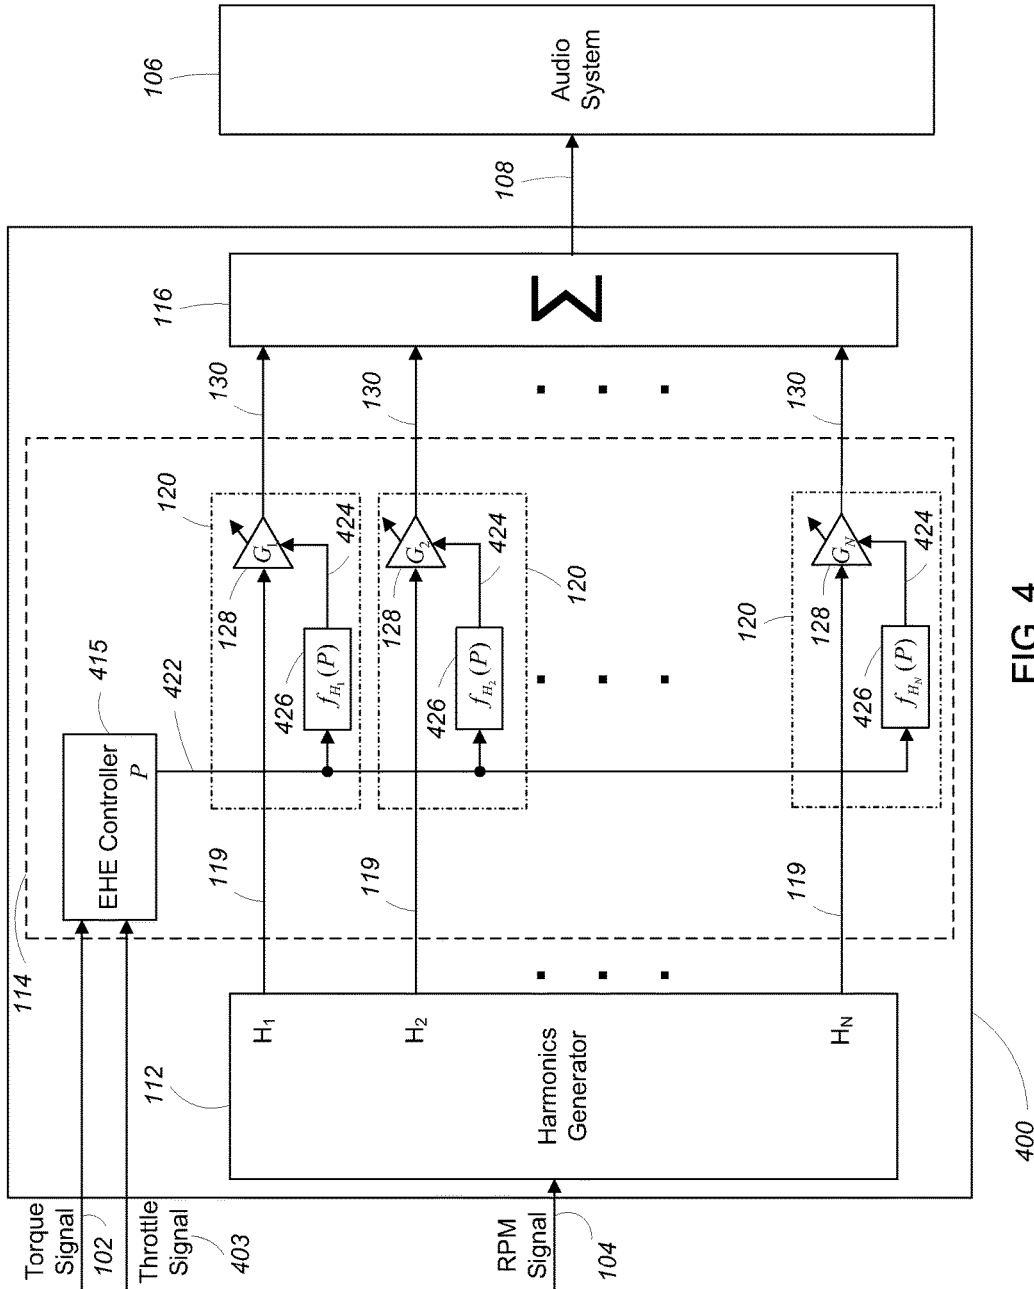 Torque
Signal
102
Throttle
Signal
403
RPM
Signal
104
114
EHE Controller
P
415
422
112
Harmonics
Generator
H1
H2
HN
119
119
119
120
128
G1
426
fH1(P)
424
130
120
128
G2
426
fH2(P)
424
130
120
128
GN
426
fHN(P)
424
130
116
Σ
108
106
Audio
System
400
FIG. 4